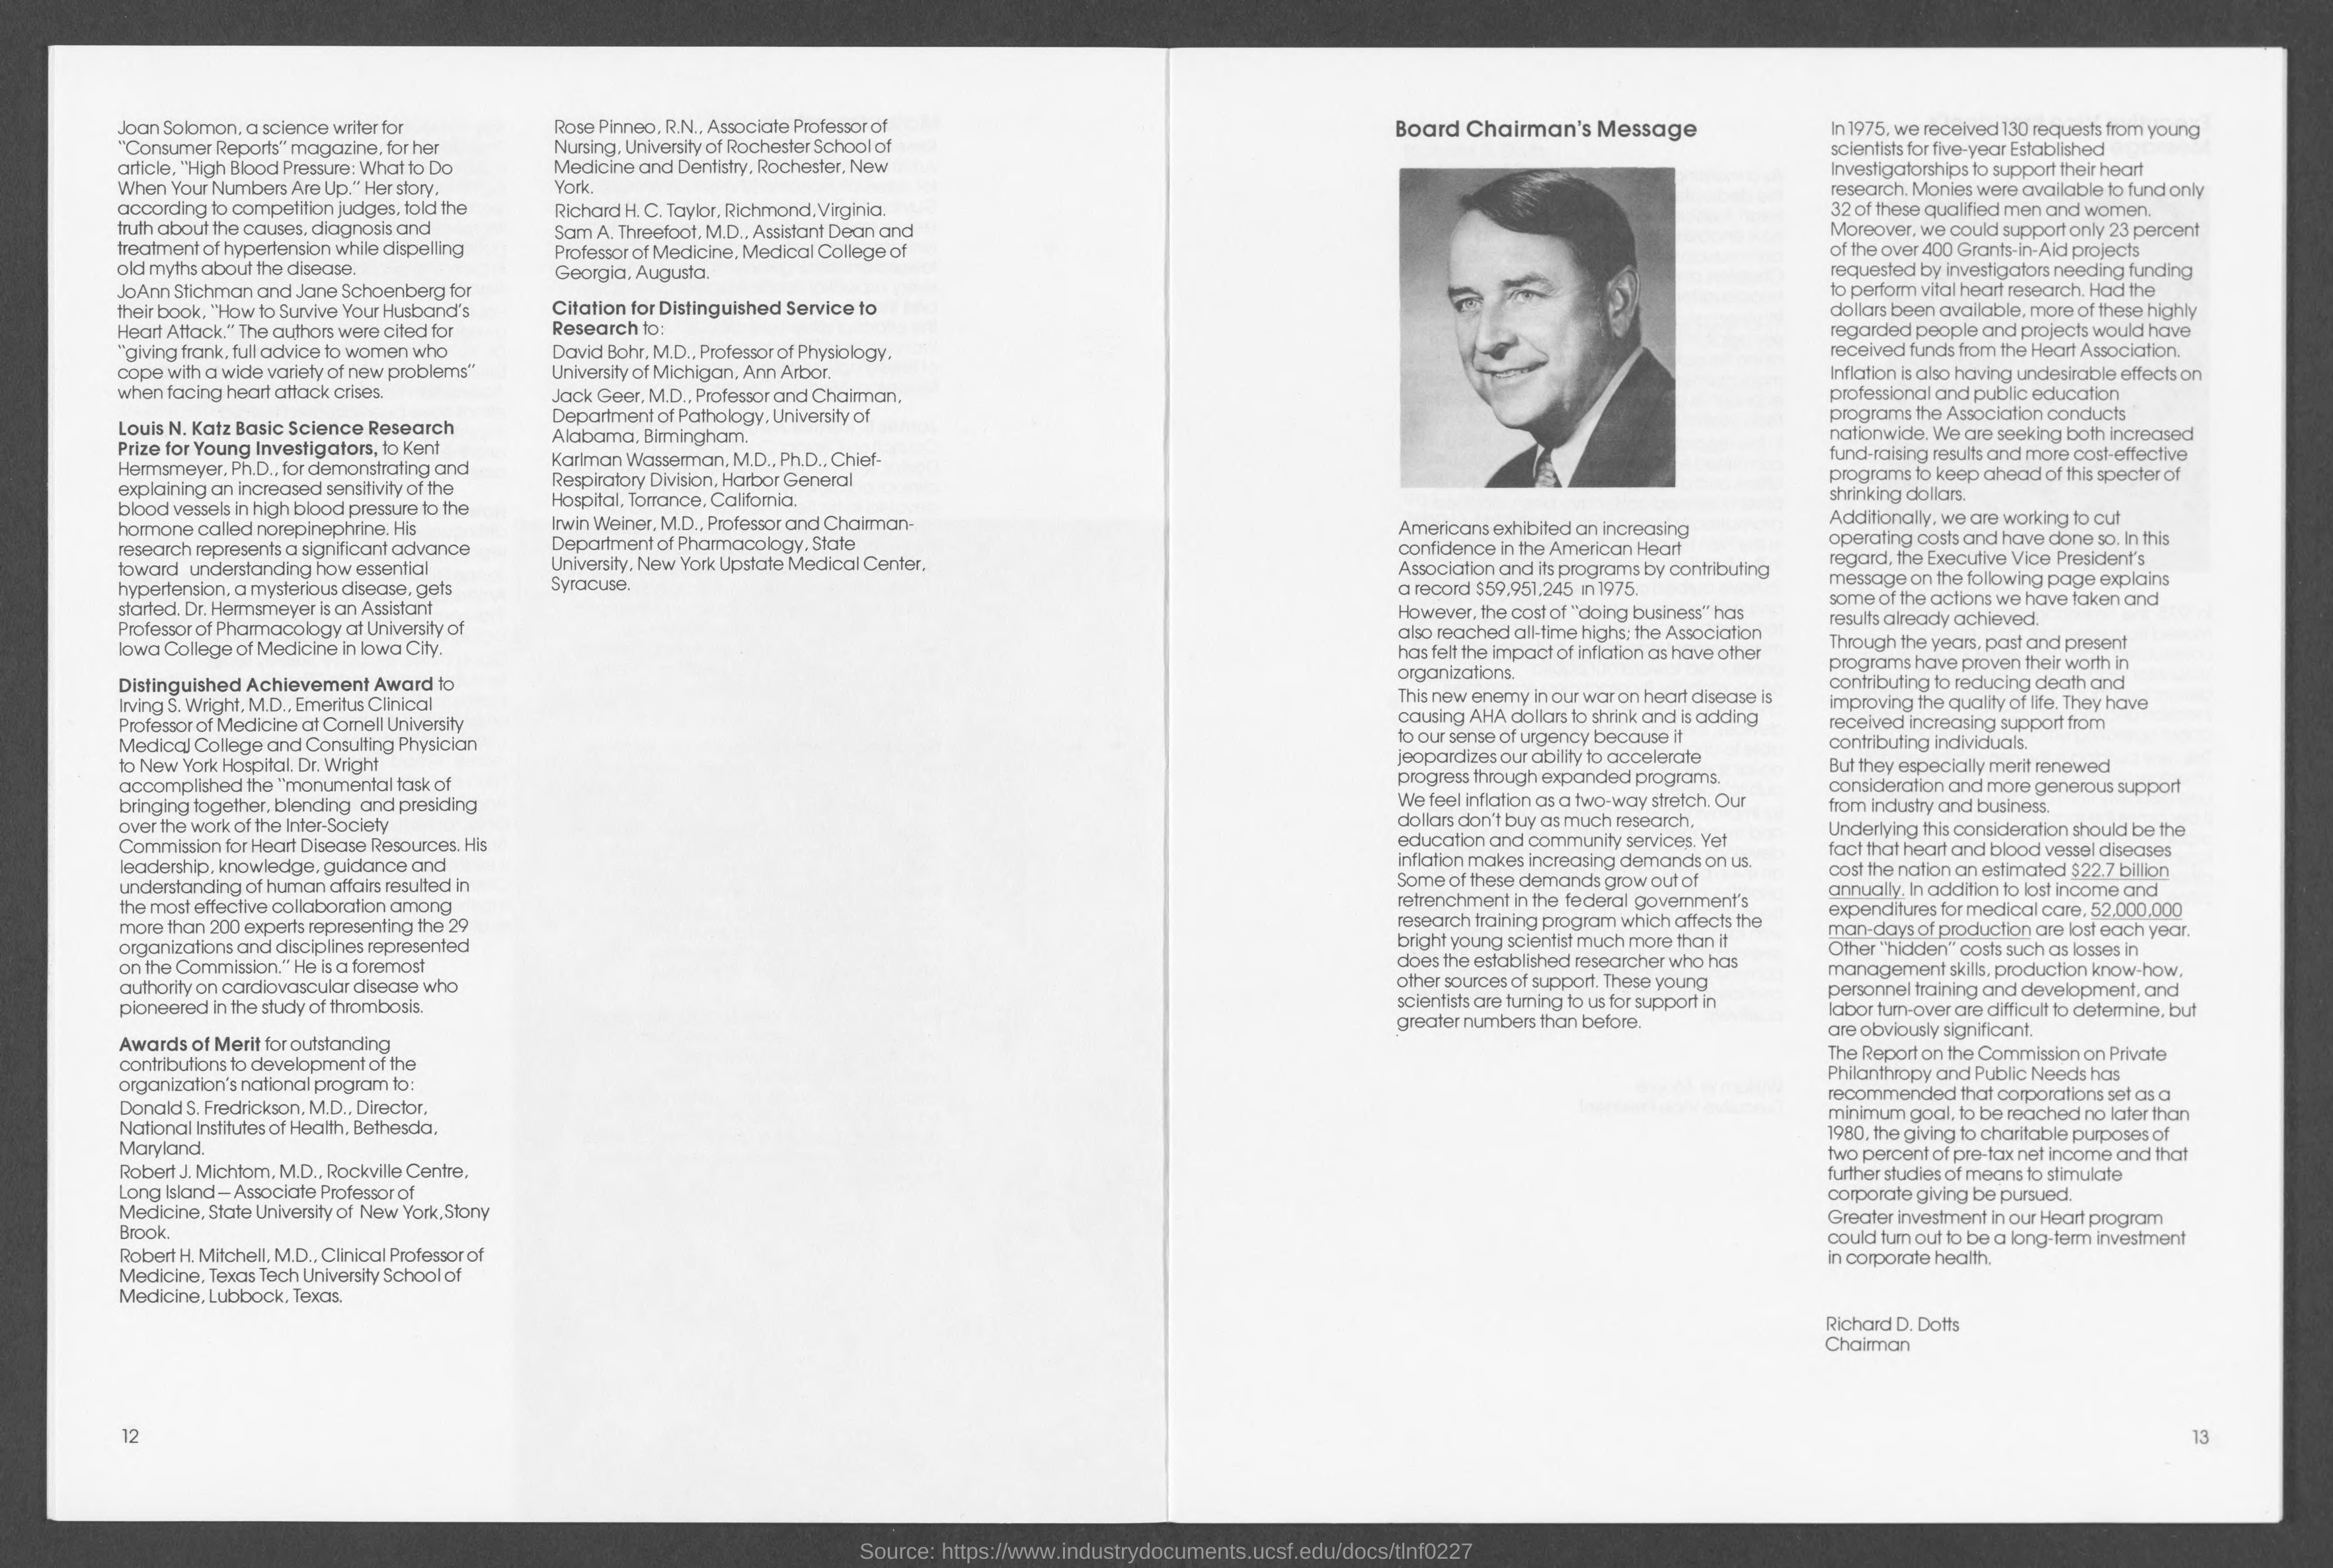 Joan Solomon, a science writer for
"Consumer Reports" magazine, for her
article, "High Blood Pressure: What to Do
When Your Numbers Are Up." Her story,
according to competition judges, told the
truth about the causes, diagnosis and
treatment of hypertension while dispelling
old myths about the disease.
JoAnn Stichman and Jane Schoenberg for
their book, "How to Survive Your Husband's
Heart Attack." The authors were cited for
"giving frank, full advice to women who
cope with a wide variety of new problems"
when facing heart attack crises.
Louis N. Katz Basic Science Research
Prize for Young Investigators, to Kent
Hermsmeyer, Ph.D., for demonstrating and
explaining an increased sensitivity of the
blood vessels in high blood pressure to the
hormone called norepinephrine. His
research represents a significant advance
toward understanding how essential
hypertension, a mysterious disease, gets
started. Dr. Hermsmeyer is an Assistant
Professor of Pharmacology at University of
Iowa College of Medicine in Iowa City.
Distinguished Achievement Award to
Irving S. Wright, M.D., Emeritus Clinical
Professor of Medicine at Cornell University
Medical College and Consulting Physician
to New York Hospital. Dr. Wright
accomplished the "monumental task of
bringing together, blending and presiding
over the work of the Inter-Society
Commission for Heart Disease Resources. His
leadership, knowledge, guidance and
understanding of human affairs resulted in
the most effective collaboration among
more than 200 experts representing the 29
organizations and disciplines represented
on the Commission." He is a foremost
authority on cardiovascular disease who
pioneered in the study of thrombosis.
Awards of Merit for outstanding
contributions to development of the
organization's national program to:
Donald S. Fredrickson, M.D., Director,
National Institutes of Health, Bethesda,
Maryland.
Robert J. Michtom, M.D., Rockville Centre,
Long Island – Associate Professor of
Medicine, State University of New York, Stony
Brook.
Robert H. Mitchell, M.D., Clinical Professor of
Medicine, Texas Tech University School of
Medicine, Lubbock, Texas.
12
Rose Pinneo, R.N., Associate Professor of
Nursing, University of Rochester School of
Medicine and Dentistry, Rochester, New
York.
Richard H. C. Taylor, Richmond, Virginia.
Sam A. Threefoot, M.D., Assistant Dean and
Professor of Medicine, Medical College of
Georgia, Augusta.
Citation for Distinguished Service to
Research to:
David Bohr, M.D., Professor of Physiology,
University of Michigan, Ann Arbor.
Jack Geer, M.D., Professor and Chairman,
Department of Pathology, University of
Alabama, Birmingham.
Karlman Wasserman, M.D., Ph.D., Chief-
Respiratory Division, Harbor General
Hospital, Torrance, California.
Irwin Weiner, M.D., Professor and Chairman-
Department of Pharmacology, State
University, New York Upstate Medical Center,
Syracuse.
Board Chairman's Message
Americans exhibited an increasing
confidence in the American Heart
Association and its programs by contributing
a record $59,951,245 in 1975.
However, the cost of "doing business" has
also reached all-time highs; the Association
has felt the impact of inflation as have other
organizations.
This new enemy in our war on heart disease is
causing AHA dollars to shrink and is adding
to our sense of urgency because it
jeopardizes our ability to accelerate
progress through expanded programs.
We feel inflation as a two-way stretch. Our
dollars don't buy as much research,
education and community services. Yet
inflation makes increasing demands on us.
Some of these demands grow out of
retrenchment in the federal government's
research training program which affects the
bright young scientist much more than it
does the established researcher who has
other sources of support. These young
scientists are turning to us for support in
greater numbers than before.
In 1975, we received 130 requests from young
scientists for five-year Established
Investigatorships to support their heart
research. Monies were available to fund only
32 of these qualified men and women.
Moreover, we could support only 23 percent
of the over 400 Grants-in-Aid projects
requested by investigators needing funding
to perform vital heart research. Had the
dollars been available, more of these highly
regarded people and projects would have
received funds from the Heart Association.
Inflation is also having undesirable effects on
professional and public education
programs the Association conducts
nationwide. We are seeking both increased
fund-raising results and more cost-effective
programs to keep ahead of this specter of
shrinking dollars.
Additionally, we are working to cut
operating costs and have done so. In this
regard, the Executive Vice President's
message on the following page explains
some of the actions we have taken and
results already achieved.
Through the years, past and present
programs have proven their worth in
contributing to reducing death and
improving the quality of life. They have
received increasing support from
contributing individuals.
But they especially merit renewed
consideration and more generous support
from industry and business.
Underlying this consideration should be the
fact that heart and blood vessel diseases
cost the nation an estimated $22.7 billion
annually. In addition to lost income and
expenditures for medical care, 52,000,000
man-days of production are lost each year.
Other "hidden" costs such as losses in
management skills, production know-how,
personnel training and development, and
labor turn-over are difficult to determine, but
are obviously significant.
The Report on the Commission on Private
Philanthropy and Public Needs has
recommended that corporations set as a
minimum goal, to be reached no later than
1980, the giving to charitable purposes of
two percent of pre-tax net income and that
further studies of means to stimulate
corporate giving be pursued.
Greater investment in our Heart program
could turn out to be a long-term investment
in corporate health.
Richard D. Dotts
Chairman
13
Source: https://www.industrydocuments.ucsf.edu/docs/tlnf0227